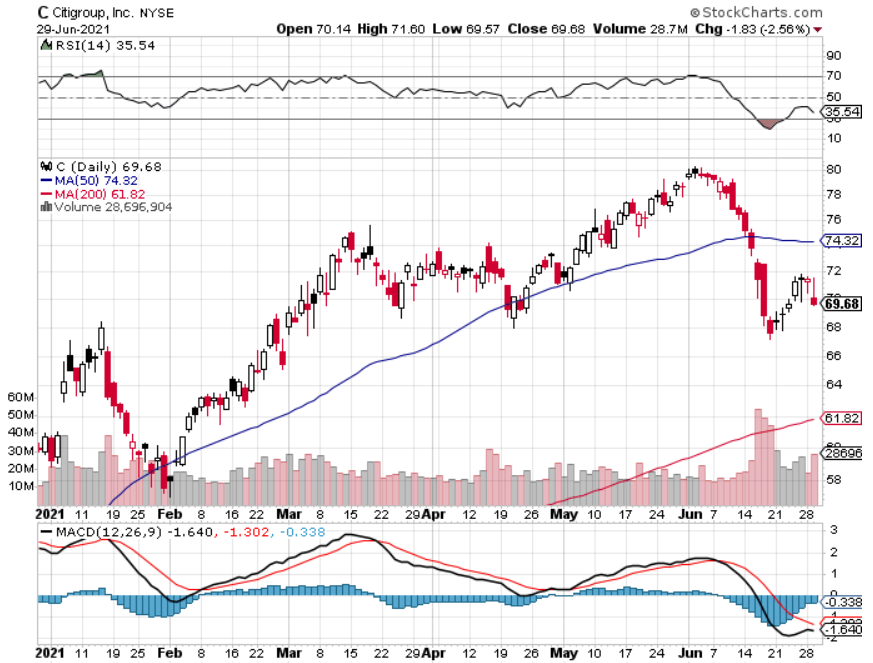 C Citigroup, Inc. NYSE
© StockCharts.com
29-Jun-2021
Open 70.14 High 71.60 Low 69.57 Close 69.68 Volume 28.7M Chg -1.83 (-2.56%)
RSI(14) 35.54
90
70
50
35.54
30
10
C (Daily) 69.68
MA(50) 74.32
MA(200) 61.82
Volume 28,696,904
80
78
76
74.32
72
69.68
68
66
64
61.82
58
60M
50M
40M
30M
20M
10M
28696
2021 11 19 25 Feb 8 16 22 Mar 8 15 22 29 Apr 12 19 26 May 10 17 24 Jun 7 14 21 28
MACD(12,26,9) -1.640, -1.302, -0.338
3
2
1
-0.338
-1.640
-2
2021 11 19 25 Feb 8 16 22 Mar 8 15 22 29 Apr 12 19 26 May 10 17 24 Jun 7 14 21 28